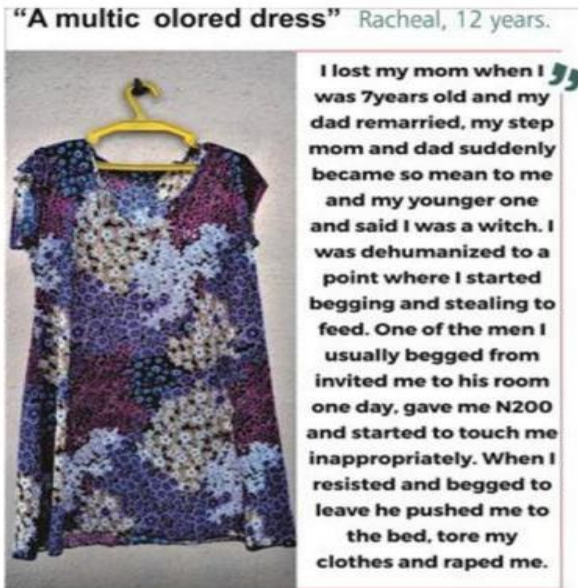 “A multic olored dress” Racheal, 12 years.
I lost my mom when I
was 7years old and my
dad remarried, my step
mom and dad suddenly
became so mean to me
and my younger one
and said I was a witch. I
was dehumanized to a
point where I started
begging and stealing to
feed. One of the men I
usually begged from
invited me to his room
one day, gave me N200
and started to touch me
inappropriately. When I
resisted and begged to
leave he pushed me to
the bed, tore my
clothes and raped me.
”